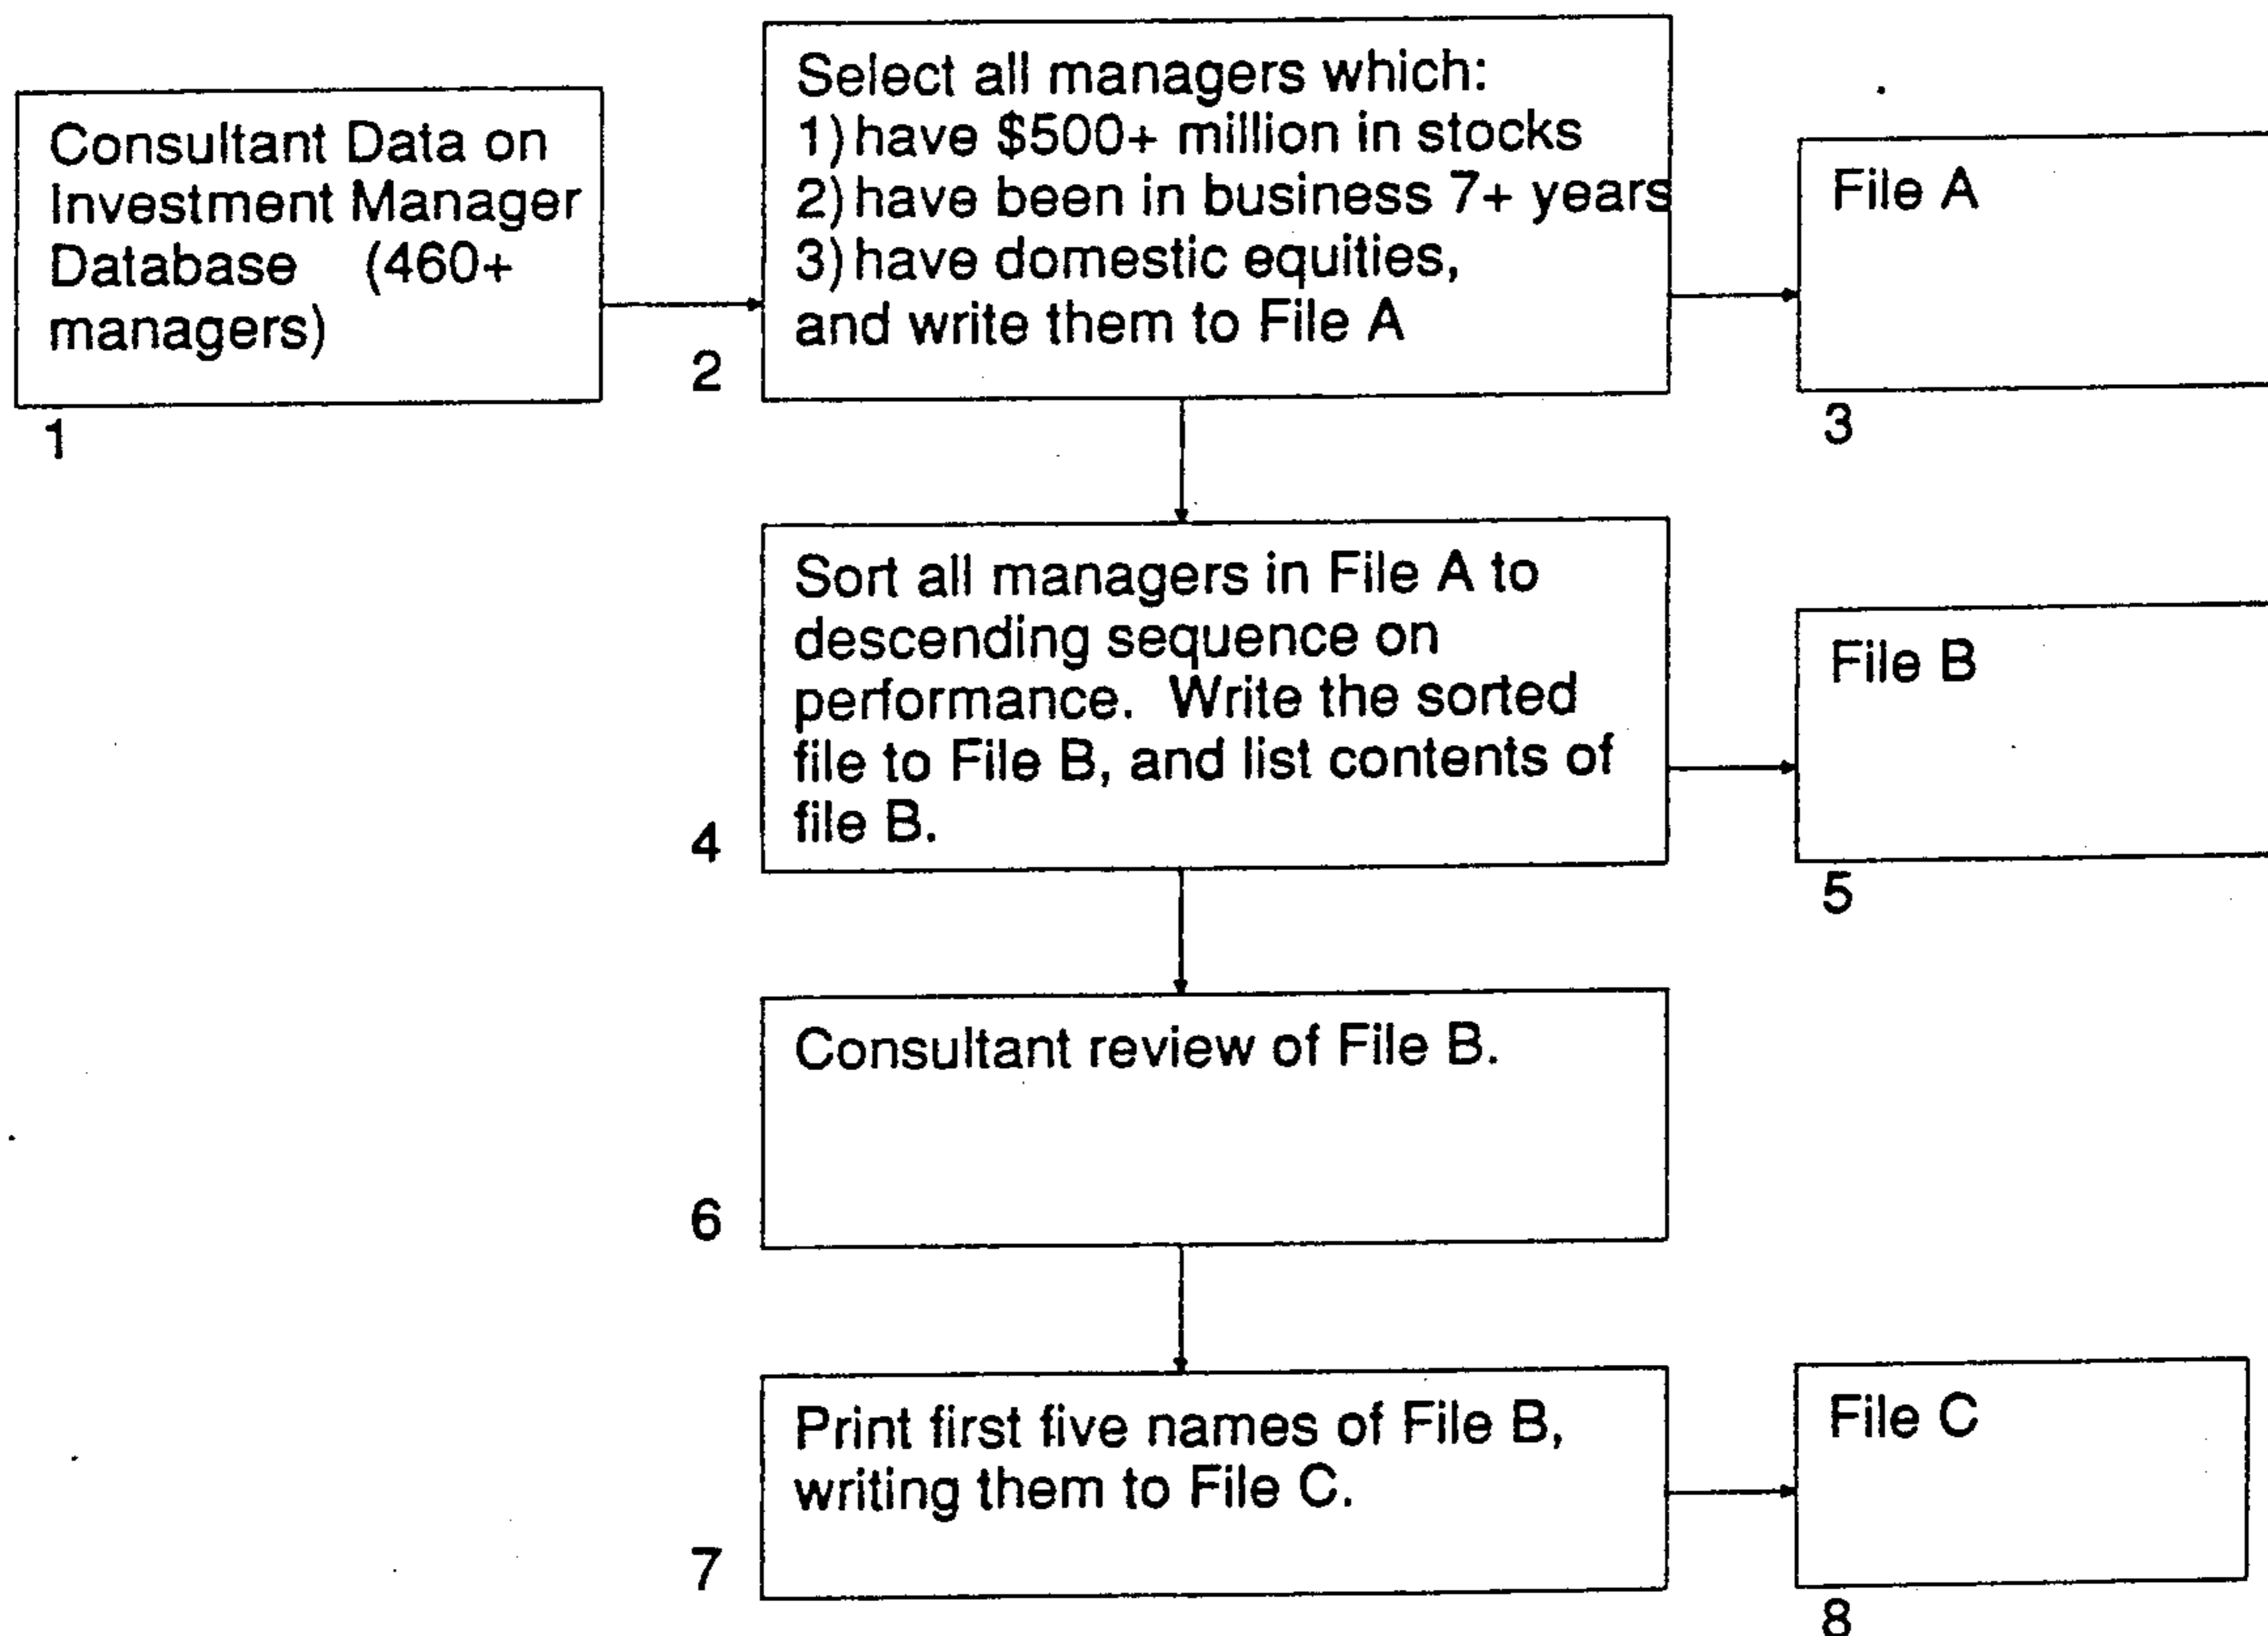 Consultant Data on
Investment Manager
Database (460+
managers)
1
Select all managers which:
1) have $500+ million in stocks
2) have been in business 7+ years
3) have domestic equities,
and write them to File A
2
File A
3
Sort all managers in File A to
descending sequence on
performance. Write the sorted
file to File B, and list contents of
file B.
4
File B
5
Consultant review of File B.
6
Print first five names of File B,
writing them to File C.
7
File C
8